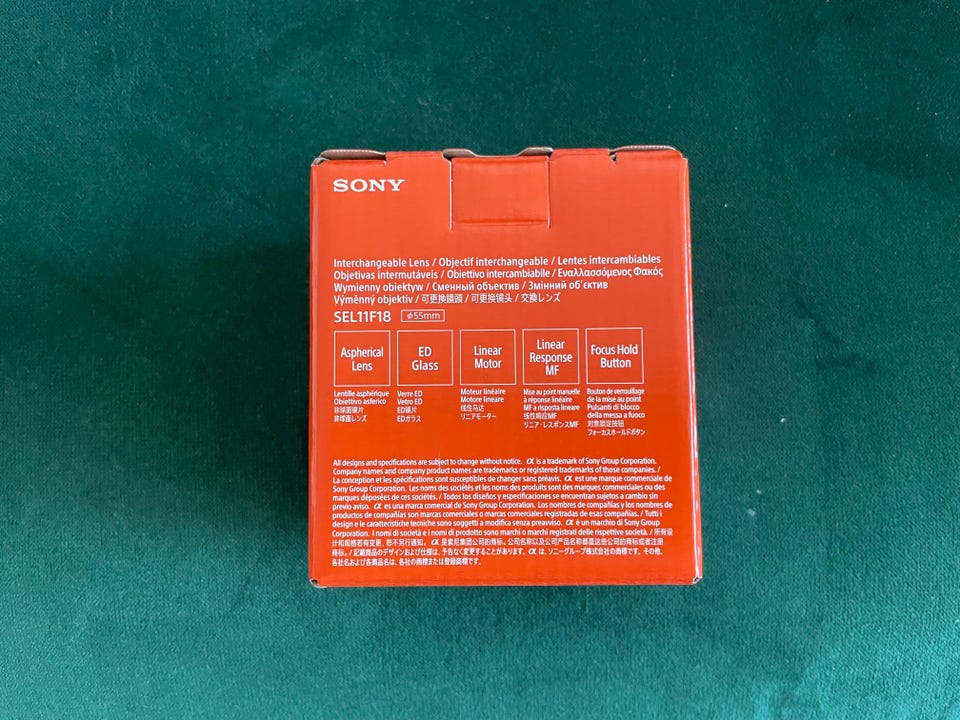 SONY
Interchangeable Lens / Objectif interchangeable / Lentes intercambiables
Objetivas intermutáveis / Obiettivo intercambiabile / Εναλλασσόμενος Φακός
Wymienny obiektyw / Сменный объектив / Змінний об'єктив
Výměnný objektiv / 可更換鏡頭 / 可更换镜头 / 交換レンズ
SEL11F18 ϕ55mm
Aspherical
Lens
Lentille asphérique
Obiettivo asferico
非球面镜片
非球面レンズ
ED
Glass
Verre ED
Vetro ED
ED镜片
EDガラス
Linear
Motor
Moteur linéaire
Motore lineare
线性马达
リニアモーター
Linear
Response
MF
Mise au point manuelle
à réponse linéaire
MF a risposta lineare
线性响应MF
リニア・レスポンスMF
Focus Hold
Button
Bouton de verrouillage
de la mise au point
Pulsanti di blocco
della messa a fuoco
对焦锁定按钮
フォーカスホールドボタン
All designs and specifications are subject to change without notice. α is a trademark of Sony Group Corporation.
Company names and company product names are trademarks or registered trademarks of those companies. /
La conception et les spécifications sont susceptibles de changer sans préavis. α est une marque commerciale de
Sony Group Corporation. Les noms des sociétés et les noms des produits sont des marques commerciales ou des
marques déposées de ces sociétés. / Todos los diseños y especificaciones se encuentran sujetos a cambio sin
previo aviso. α es una marca comercial de Sony Group Corporation. Los nombres de compañías y los nombres de
productos de compañías son marcas comerciales o marcas comerciales registradas de esas compañías. / Tutti i
design e le caratteristiche tecniche sono soggetti a modifica senza preavviso. α è un marchio di Sony Group
Corporation. I nomi di società e i nomi di prodotto sono marchi o marchi registrati delle rispettive società. / 所有设
计和规格若有变更，恕不另行通知。α 是索尼集团公司的商标。公司名称以及公司产品名称都是这些公司的商标或者注册
商标。/ 記載商品のデザインおよび仕様は、予告なく変更することがあります。α は、ソニーグループ株式会社の商標です。その他、
各社名および各商品名は、各社の商標または登録商標です。